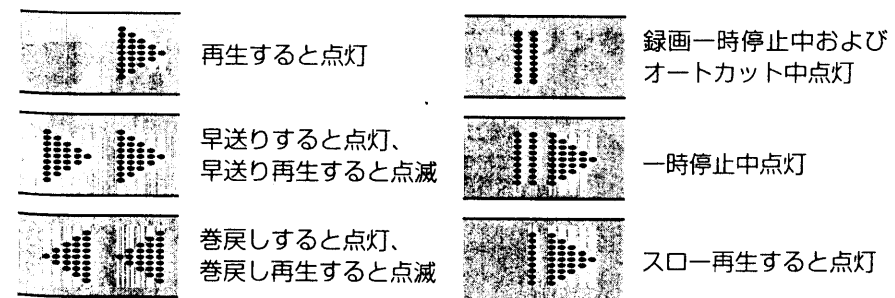 再生すると点灯
早送りすると点灯、
早送り再生すると点滅
巻戻しすると点灯、
巻戻し再生すると点滅
録画一時停止中および
オートカット中点灯
一時停止中点灯
スロー再生すると点灯